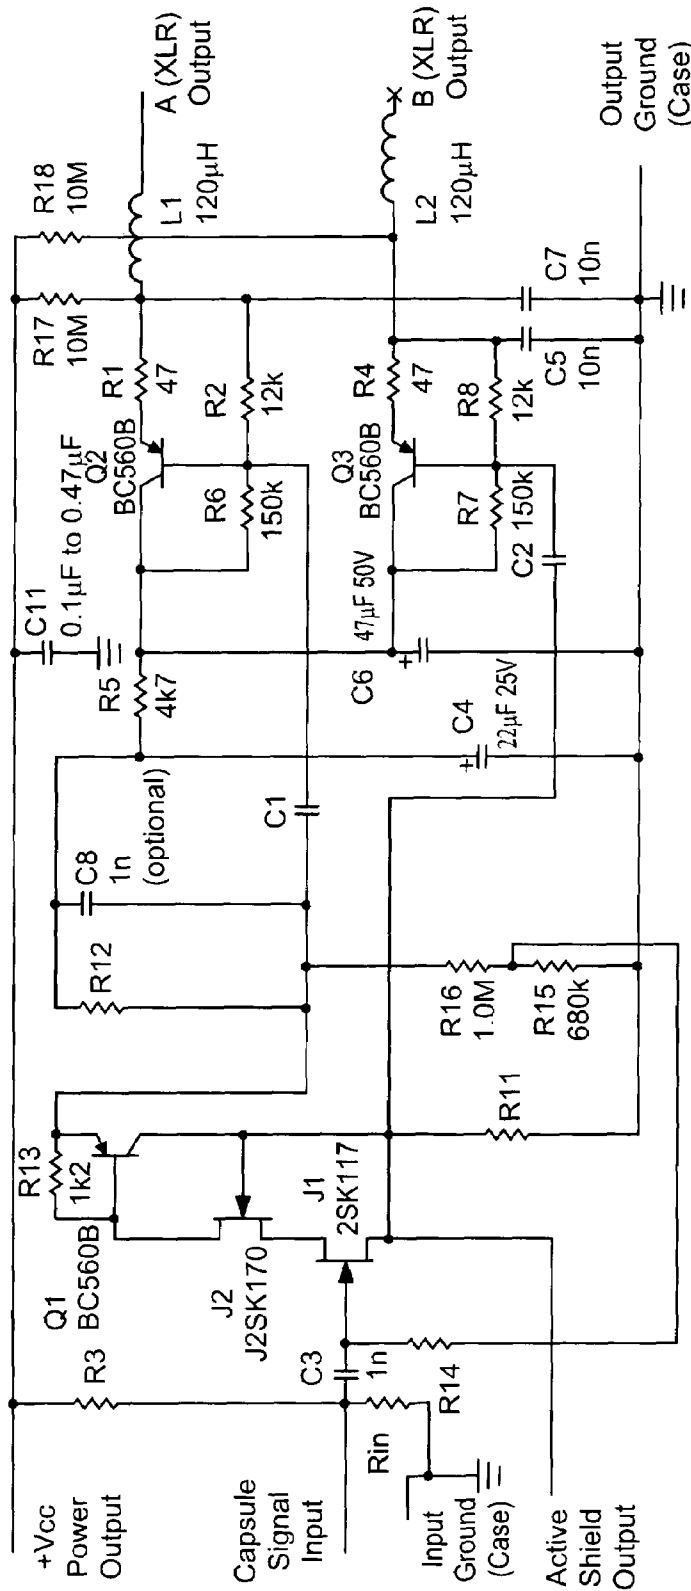 +Vcc
Power
Output
Capsule
Signal
Input
Input
Ground
(Case)
Active
Shield
Output
R3
Rin
C3
1n
R14
Q1
BC560B
R13
1k2
J2
J2SK170
J1
2SK117
R11
R12
C8
1n
(optional)
R16
1.0M
R15
680k
C1
R5
4k7
C11
0.1µF to 0.47µF
C6
47µF 50V
C4
22µF 25V
C2
Q2
BC560B
R6
150k
R1
47
R2
12k
Q3
BC560B
R7
150k
R4
47
R8
12k
R17
10M
R18
10M
L1
120µH
L2
120µH
C5
10n
C7
10n
A (XLR)
Output
B (XLR)
Output
Output
Ground
(Case)